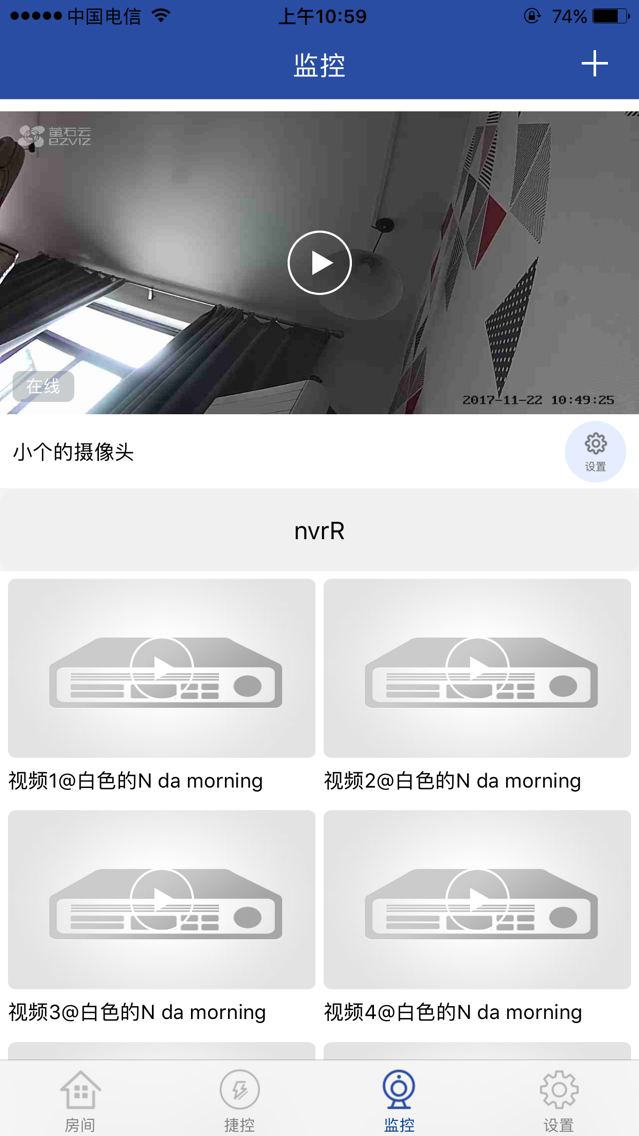 中国电信
上午10:59
74%
监控
萤石云
ezviz
在线
2017-11-22 10:49:25
小个的摄像头
设置
nvrR
视频1@白色的N da morning
视频2@白色的N da morning
视频3@白色的N da morning
视频4@白色的N da morning
房间
捷控
监控
设置